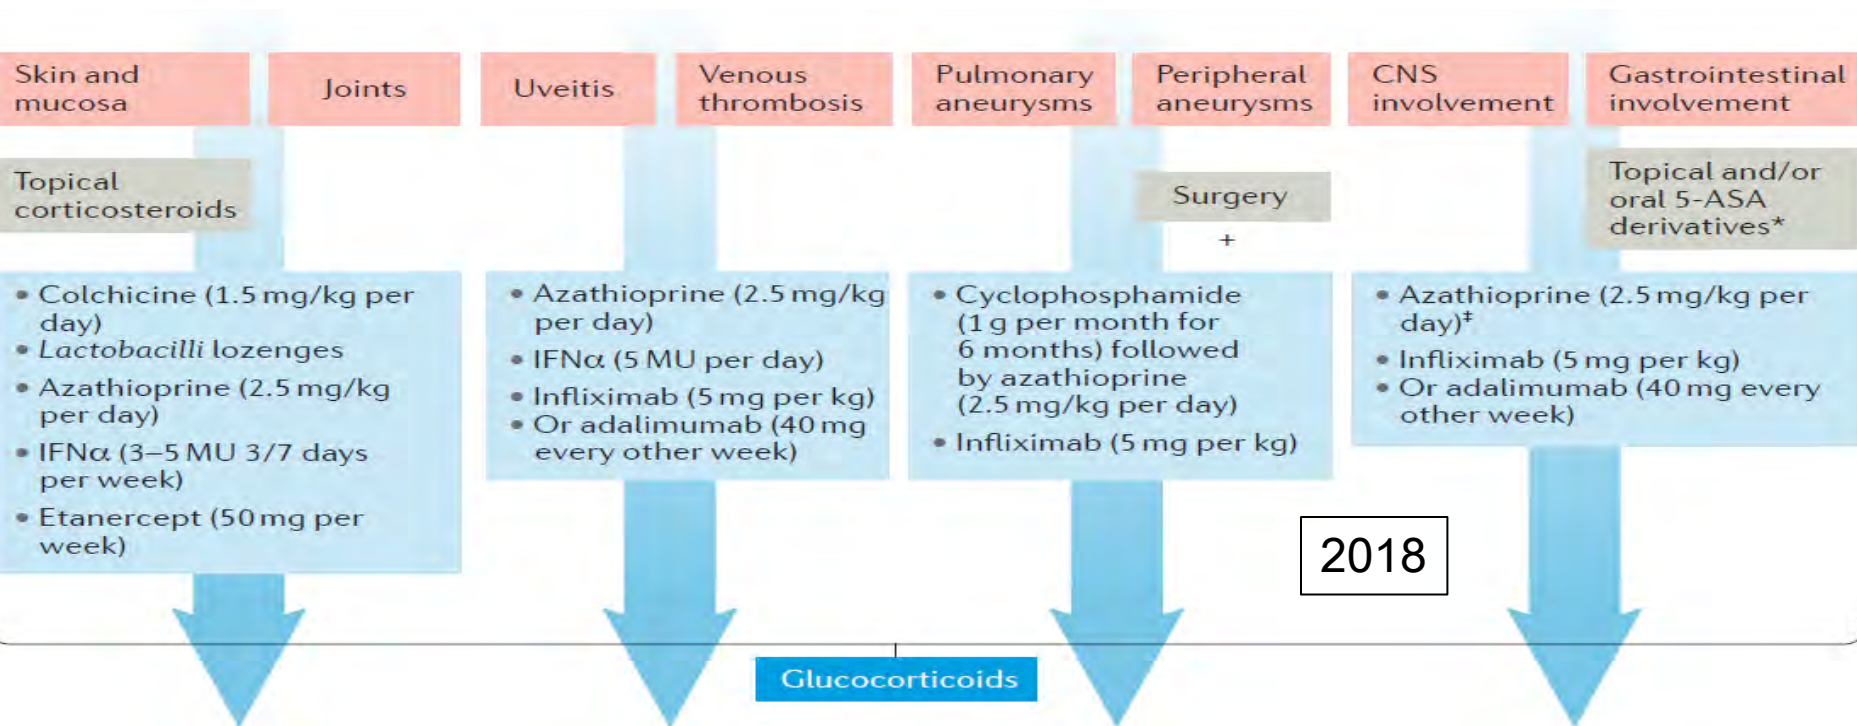 Skin and
mucosa
Joints
Uveitis
Venous
thrombosis
Pulmonary
aneurysms
Peripheral
aneurysms
CNS
involvement
Gastrointestinal
involvement
Topical
corticosteroids
Surgery
+
Topical and/or
oral 5-ASA
derivatives*
• Colchicine (1.5 mg/kg per
day)
• Lactobacilli lozenges
• Azathioprine (2.5 mg/kg
per day)
• IFNα (3–5 MU 3/7 days
per week)
• Etanercept (50 mg per
week)
• Azathioprine (2.5 mg/kg
per day)
• IFNα (5 MU per day)
• Infliximab (5 mg per kg)
• Or adalimumab (40 mg
every other week)
• Cyclophosphamide
(1 g per month for
6 months) followed
by azathioprine
(2.5 mg/kg per day)
• Infliximab (5 mg per kg)
• Azathioprine (2.5 mg/kg per
day)‡
• Infliximab (5 mg per kg)
• Or adalimumab (40 mg every
other week)
2018
Glucocorticoids